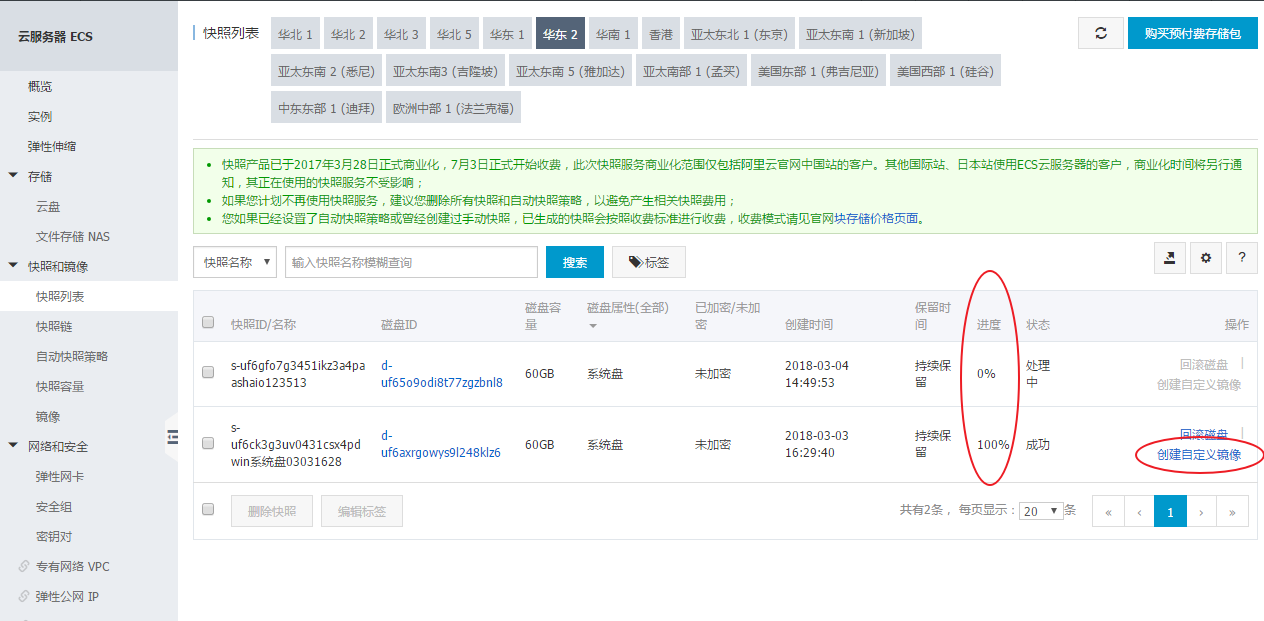 云服务器 ECS
概览
实例
弹性伸缩
存储
云盘
文件存储 NAS
快照和镜像
快照列表
快照链
自动快照策略
快照容量
镜像
网络和安全
弹性网卡
安全组
密钥对
专有网络 VPC
弹性公网 IP
快照列表 华北 1 华北 2 华北 3 华北 5 华东 1 华东 2 华南 1 香港 亚太东北 1 (东京) 亚太东南 1 (新加坡) 购买预付费存储包
亚太东南 2 (悉尼) 亚太东南3 (吉隆坡) 亚太东南 5 (雅加达) 亚太南部 1 (孟买) 美国东部 1 (弗吉尼亚) 美国西部 1 (硅谷)
中东东部 1 (迪拜) 欧洲中部 1 (法兰克福)
快照产品已于2017年3月28日正式商业化，7月3日正式开始收费，此次快照服务商业化范围仅包括阿里云官网中国站的客户。其他国际站、日本站使用ECS云服务器的客户，商业化时间将另行通
知，其正在使用的快照服务不受影响；
如果您计划不再使用快照服务，建议您删除所有快照和自动快照策略，以避免产生相关快照费用；
您如果已经设置了自动快照策略或曾经创建过手动快照，已生成的快照会按照收费标准进行收费，收费模式请见官网块存储价格页面。
快照名称 输入快照名称模糊查询 搜索 标签 ?
快照ID/名称 磁盘ID 磁盘容量 磁盘属性(全部) 已加密/未加密 创建时间 保留时间 进度 状态 操作
s-uf6gfo7g3451ikz3a4pa d- 60GB 系统盘 未加密 2018-03-04 持续保 0% 处理 回滚磁盘
ashaio123513 uf65o9odi8t77zgzbnl8 14:49:53 留 中 创建自定义镜像
s- d- 60GB 系统盘 未加密 2018-03-03 持续保 100% 成功 回滚磁盘
uf6ck3g3uv0431csx4pd uf6axrgowys9l248klz6 16:29:40 留 创建自定义镜像
win系统盘03031628
删除快照 编辑标签 共有2条， 每页显示： 20 条 « ‹ 1 › »